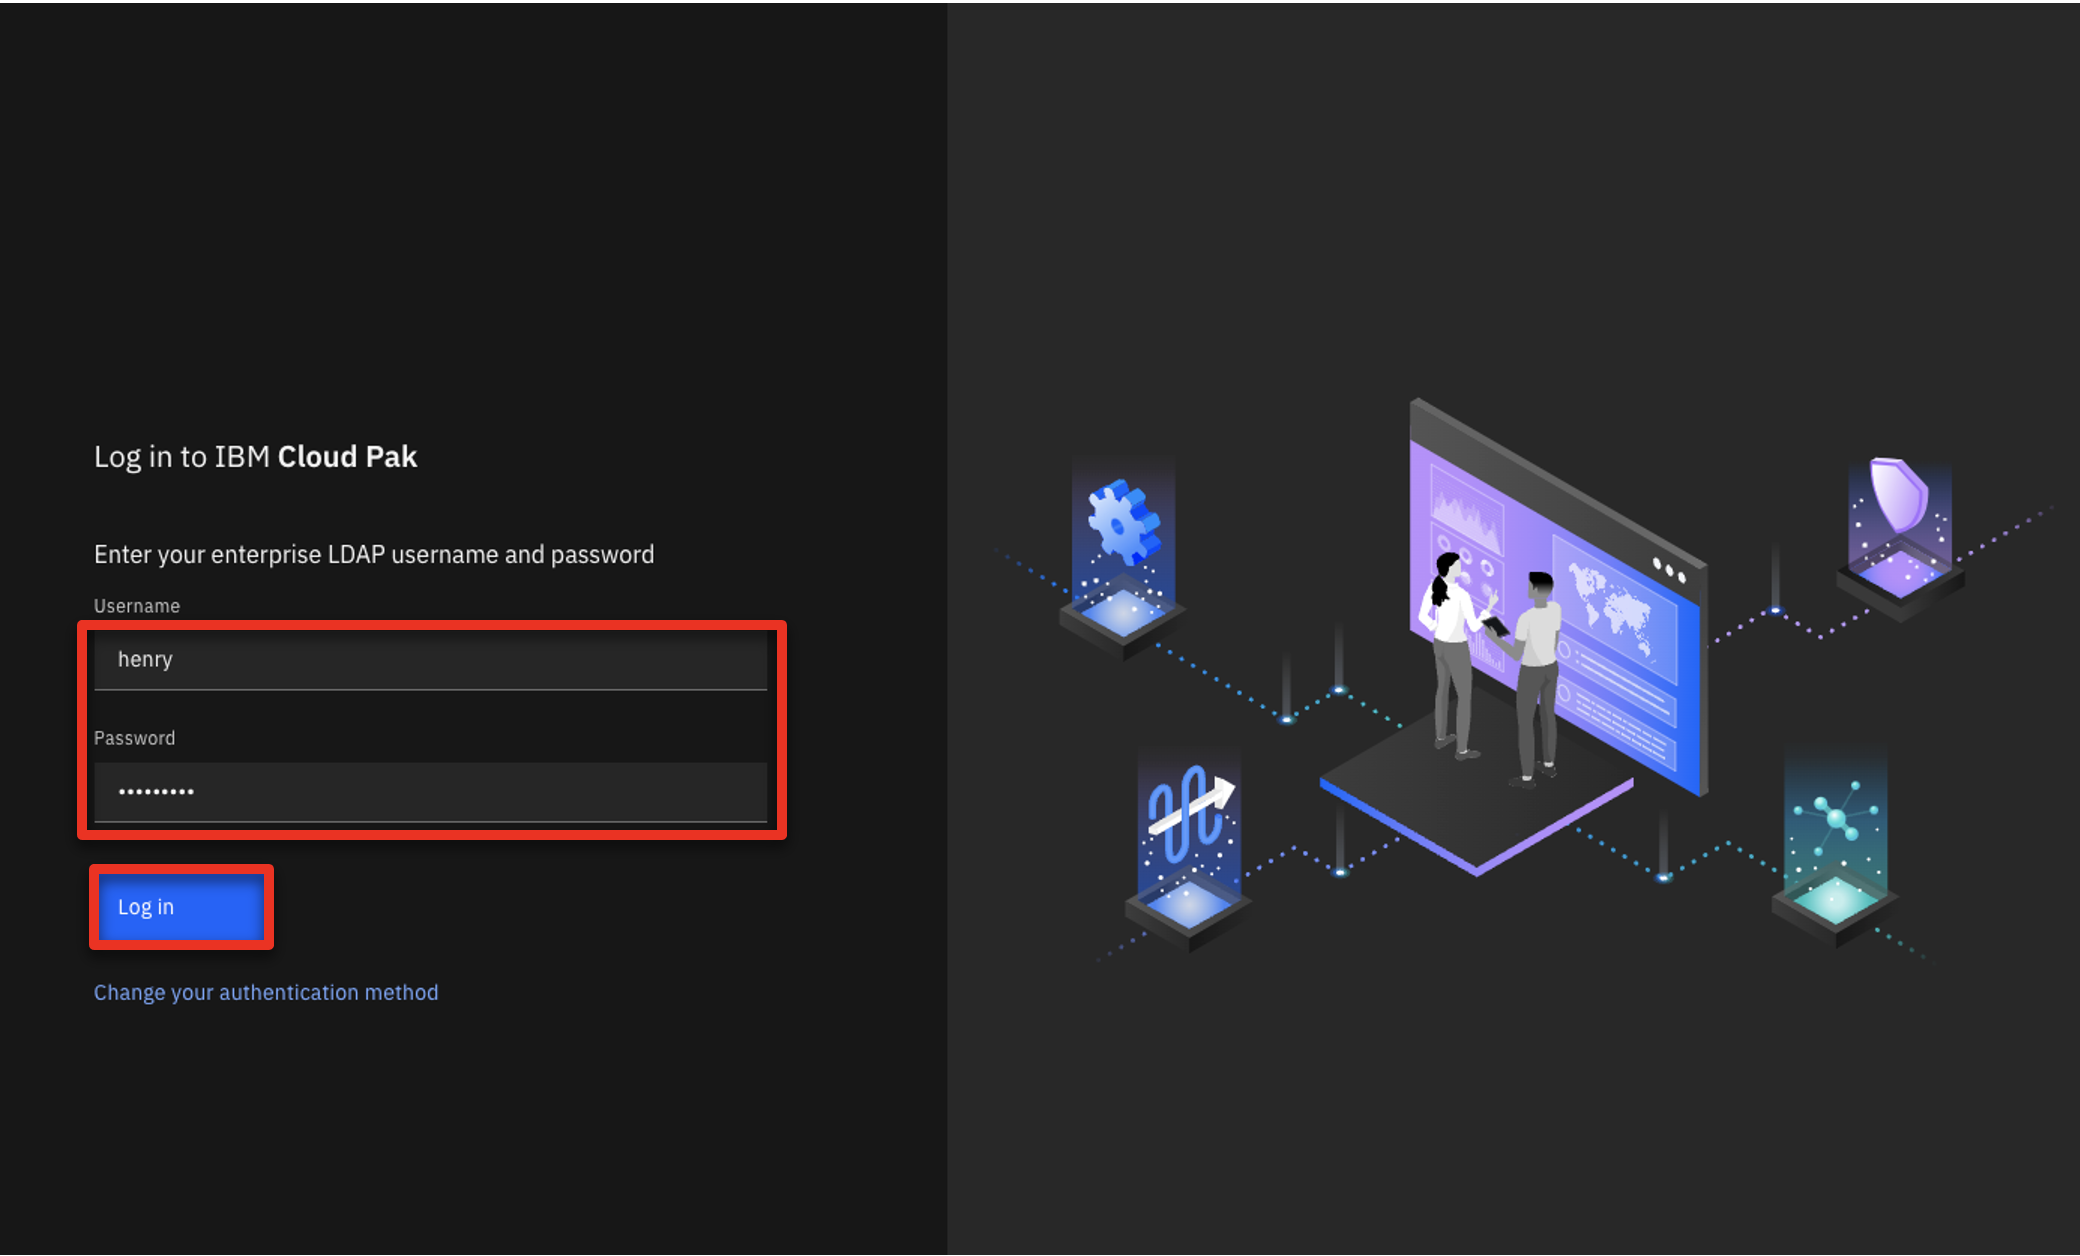 Log in to IBM Cloud Pak
Enter your enterprise LDAP username and password
Username
henry
Password
•••••••••
Log in
Change your authentication method